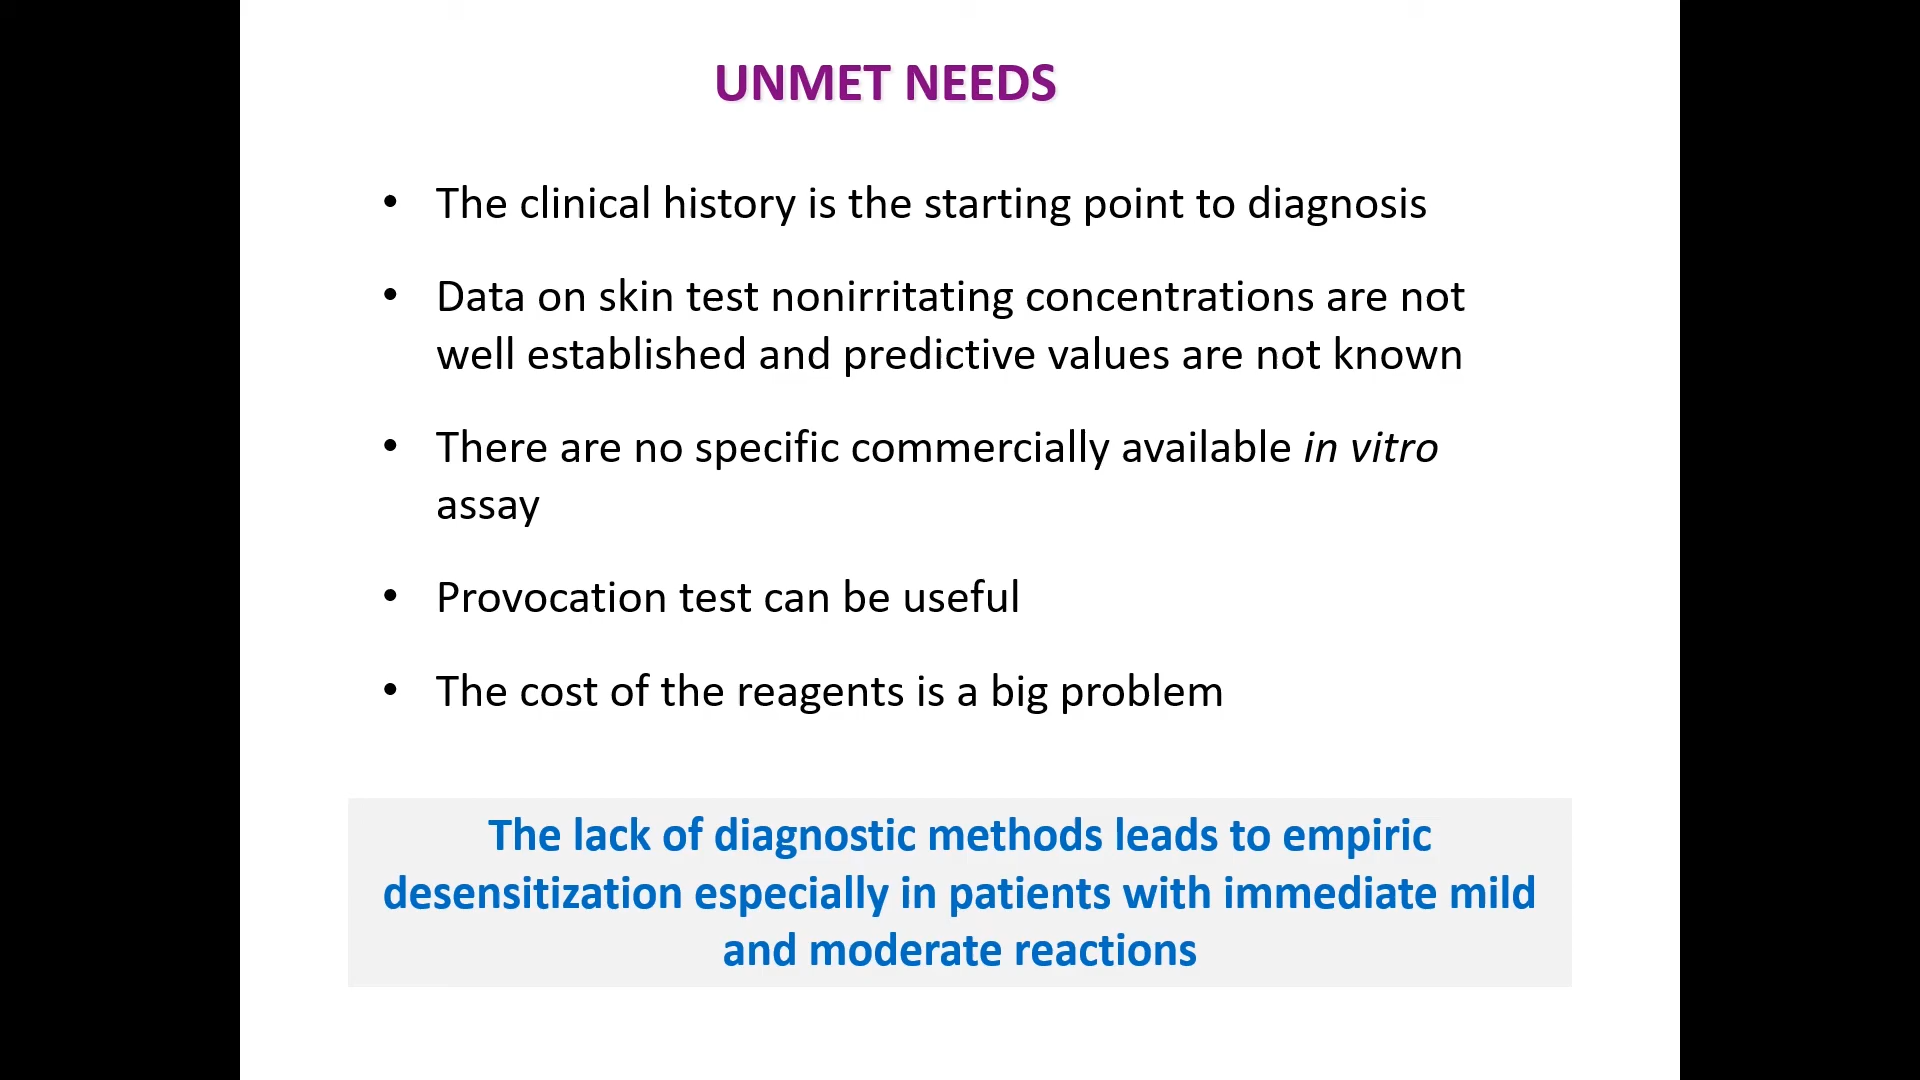 UNMET NEEDS
• The clinical history is the starting point to diagnosis
• Data on skin test nonirritating concentrations are not
well established and predictive values are not known
• There are no specific commercially available in vitro
assay
• Provocation test can be useful
• The cost of the reagents is a big problem
The lack of diagnostic methods leads to empiric
desensitization especially in patients with immediate mild
and moderate reactions